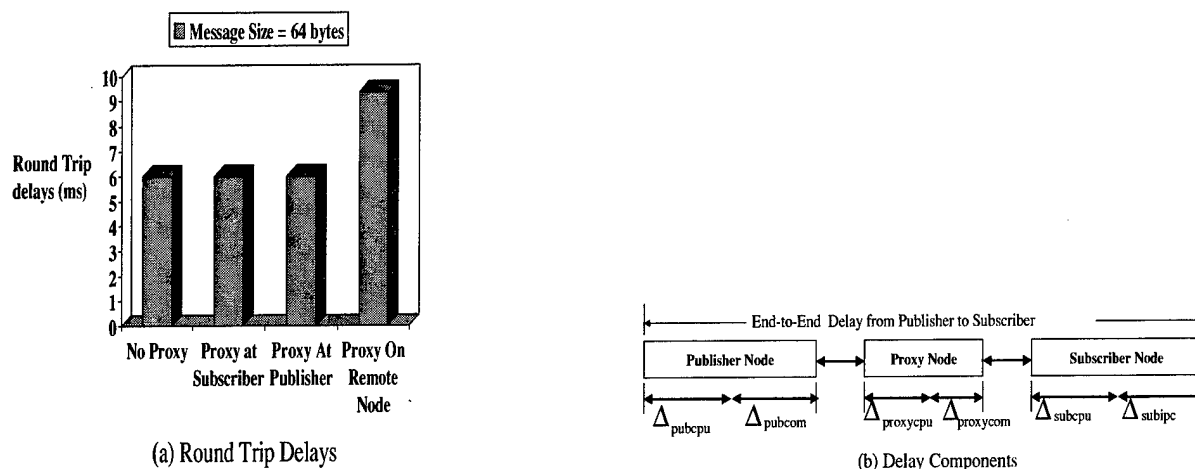 Message Size = 64 bytes
10
9
8
7
6
5
4
3
2
1
0
Round Trip
delays (ms)
No Proxy
Proxy at
Subscriber
Proxy At
Publisher
Proxy On
Remote
Node
(a) Round Trip Delays
End-to-End Delay from Publisher to Subscriber
Publisher Node
Proxy Node
Subscriber Node
Δpubcpu
Δpubcom
Δproxycpu
Δproxycom
Δsubcpu
Δsubipc
(b) Delay Components